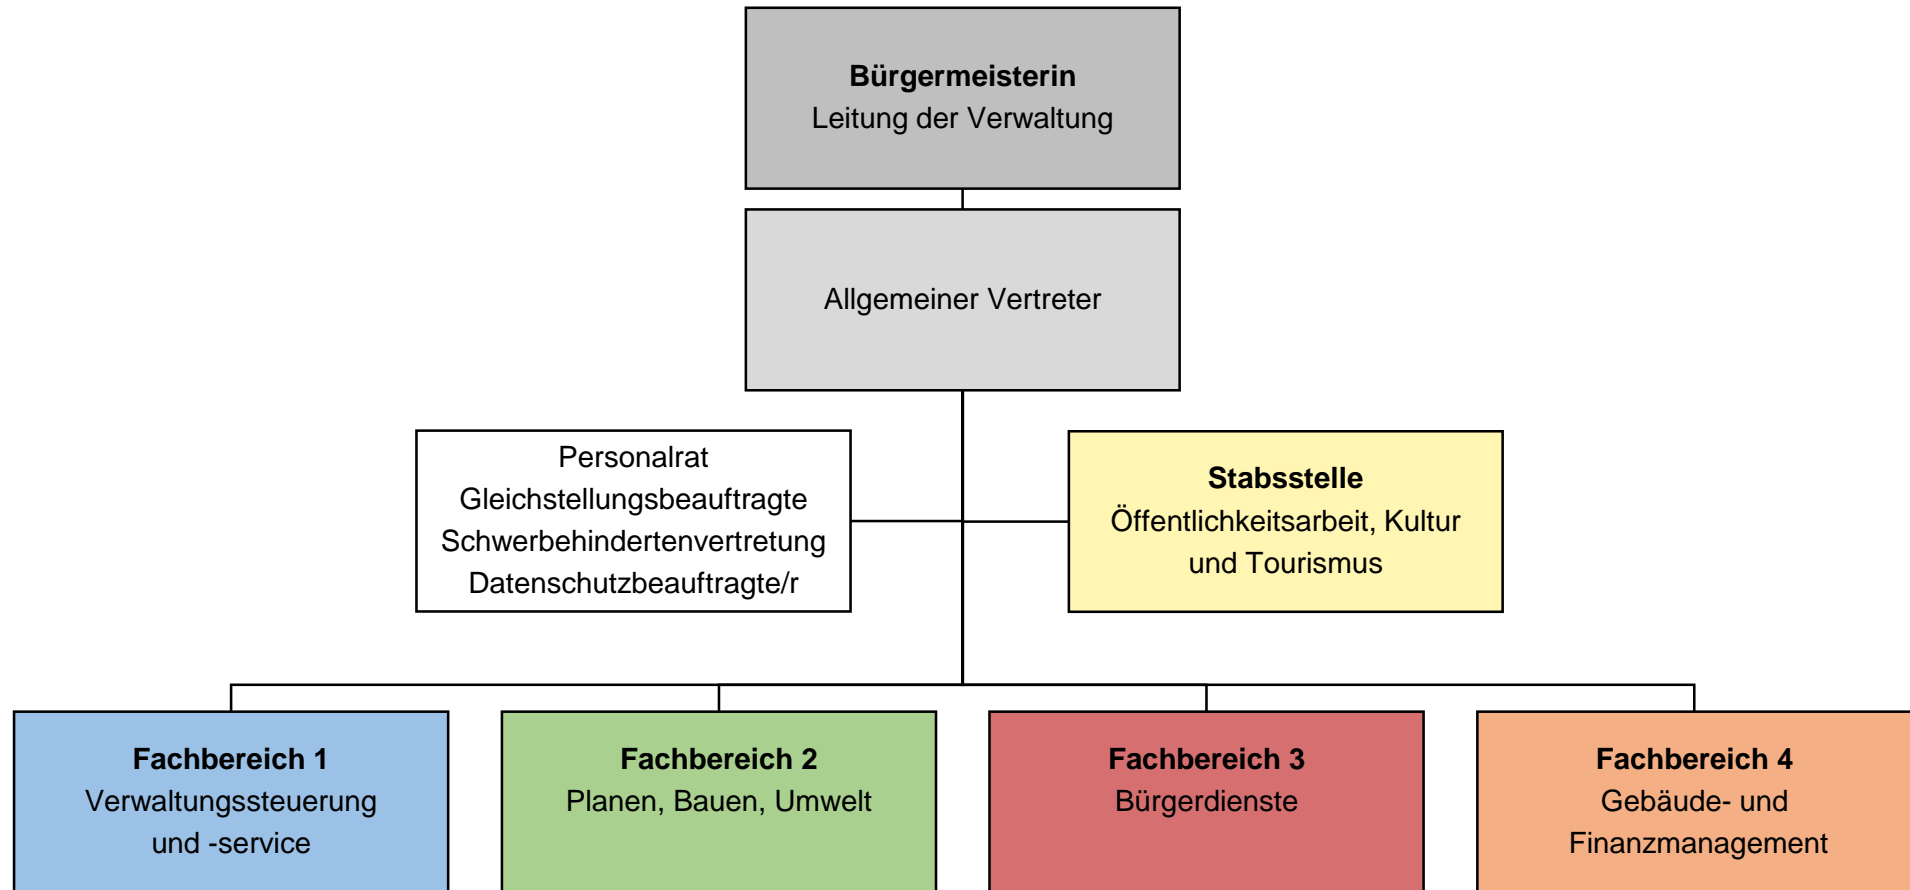 Bürgermeisterin
Leitung der Verwaltung
Allgemeiner Vertreter
Personalrat
Gleichstellungsbeauftragte
Schwerbehindertenvertretung
Datenschutzbeauftragte/r
Stabsstelle
Öffentlichkeitsarbeit, Kultur
und Tourismus
Fachbereich 1
Verwaltungssteuerung
und -service
Fachbereich 2
Planen, Bauen, Umwelt
Fachbereich 3
Bürgerdienste
Fachbereich 4
Gebäude- und
Finanzmanagement